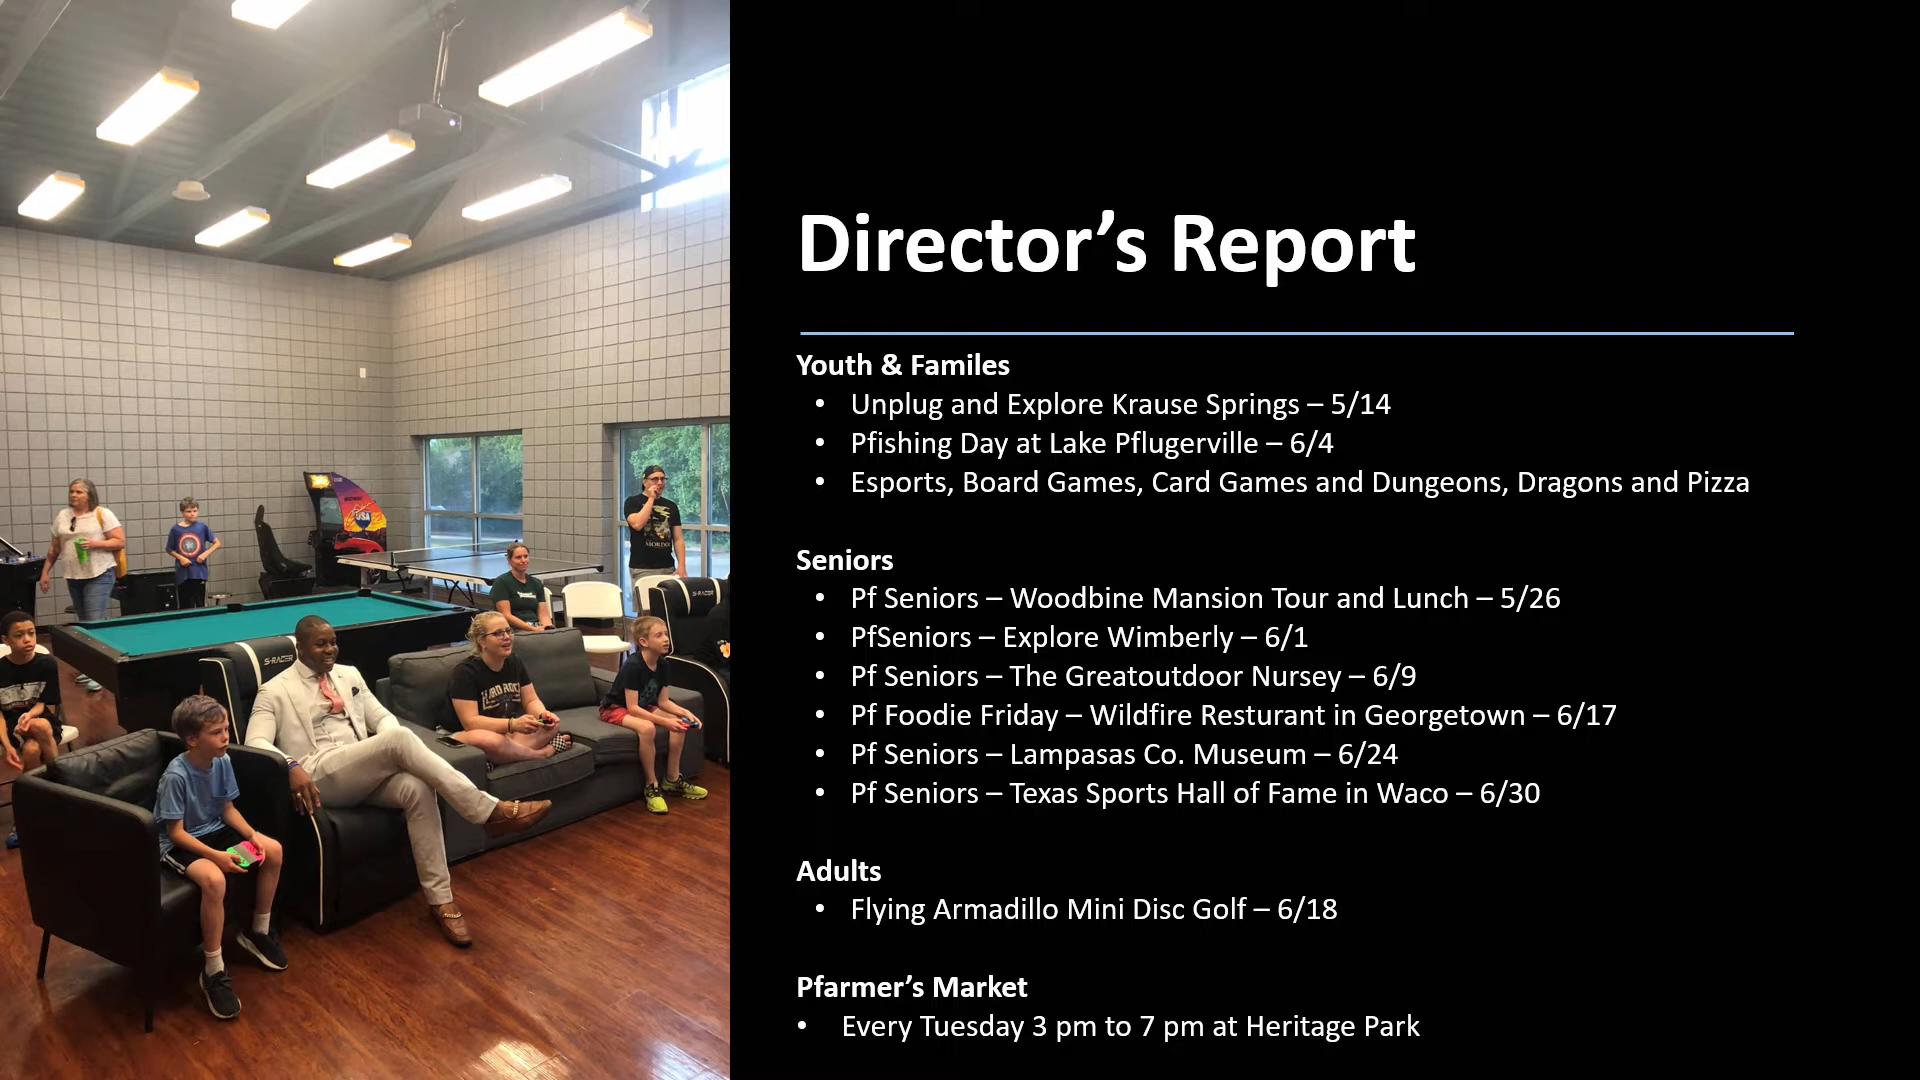 Director’s Report
Youth & Familes
• Unplug and Explore Krause Springs – 5/14
• Pfishing Day at Lake Pflugerville – 6/4
• Esports, Board Games, Card Games and Dungeons, Dragons and Pizza
Seniors
• Pf Seniors – Woodbine Mansion Tour and Lunch – 5/26
• PfSeniors – Explore Wimberly – 6/1
• Pf Seniors – The Greatoutdoor Nursey – 6/9
• Pf Foodie Friday – Wildfire Resturant in Georgetown – 6/17
• Pf Seniors – Lampasas Co. Museum – 6/24
• Pf Seniors – Texas Sports Hall of Fame in Waco – 6/30
Adults
• Flying Armadillo Mini Disc Golf – 6/18
Pfarmer’s Market
• Every Tuesday 3 pm to 7 pm at Heritage Park
USA
MORDO
S-RACER
S-RACER